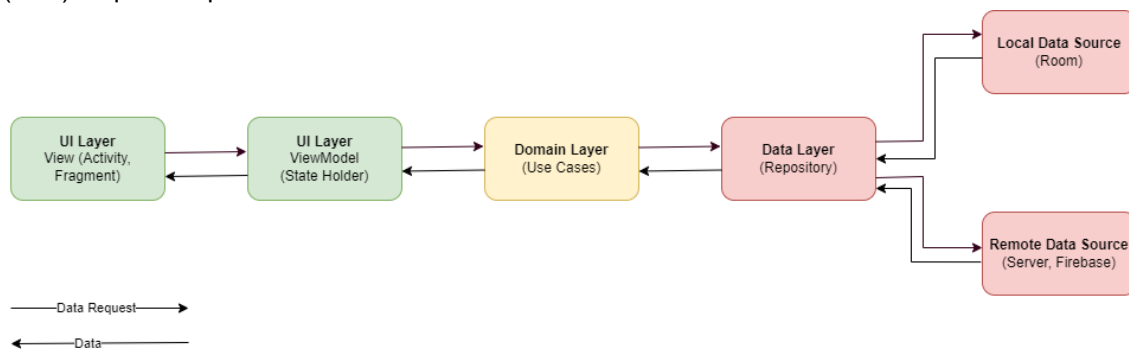 UI Layer
View (Activity,
Fragment)
UI Layer
ViewModel
(State Holder)
Domain Layer
(Use Cases)
Data Layer
(Repository)
Local Data Source
(Room)
Remote Data Source
(Server, Firebase)
Data Request
Data